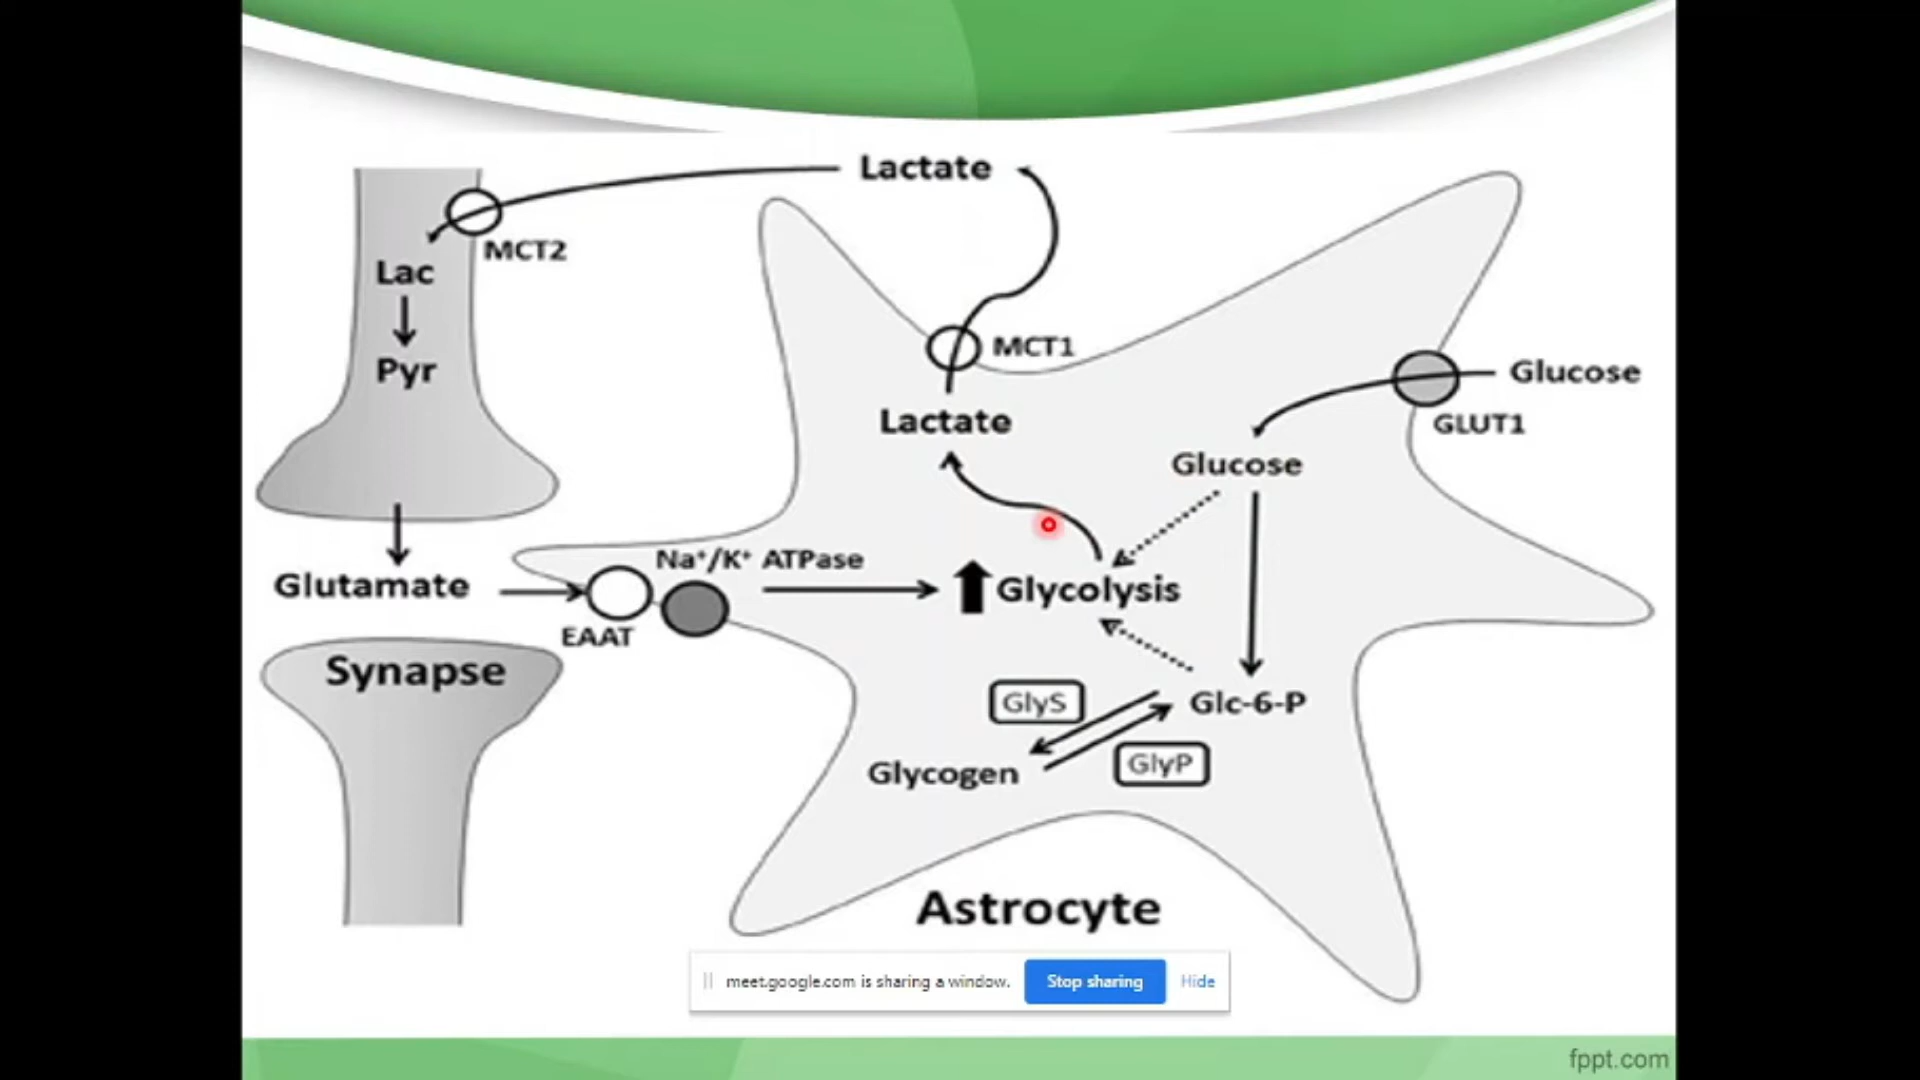 Lactate
MCT2
Lac
Pyr
MCT1
Lactate
Glucose
GLUT1
Glucose
Na⁺/K⁺ ATPase
Glutamate
EAAT
Glycolysis
Synapse
GlyS
Glc-6-P
GlyP
Glycogen
Astrocyte
meet.google.com is sharing a window.
Stop sharing
Hide
fppt.com